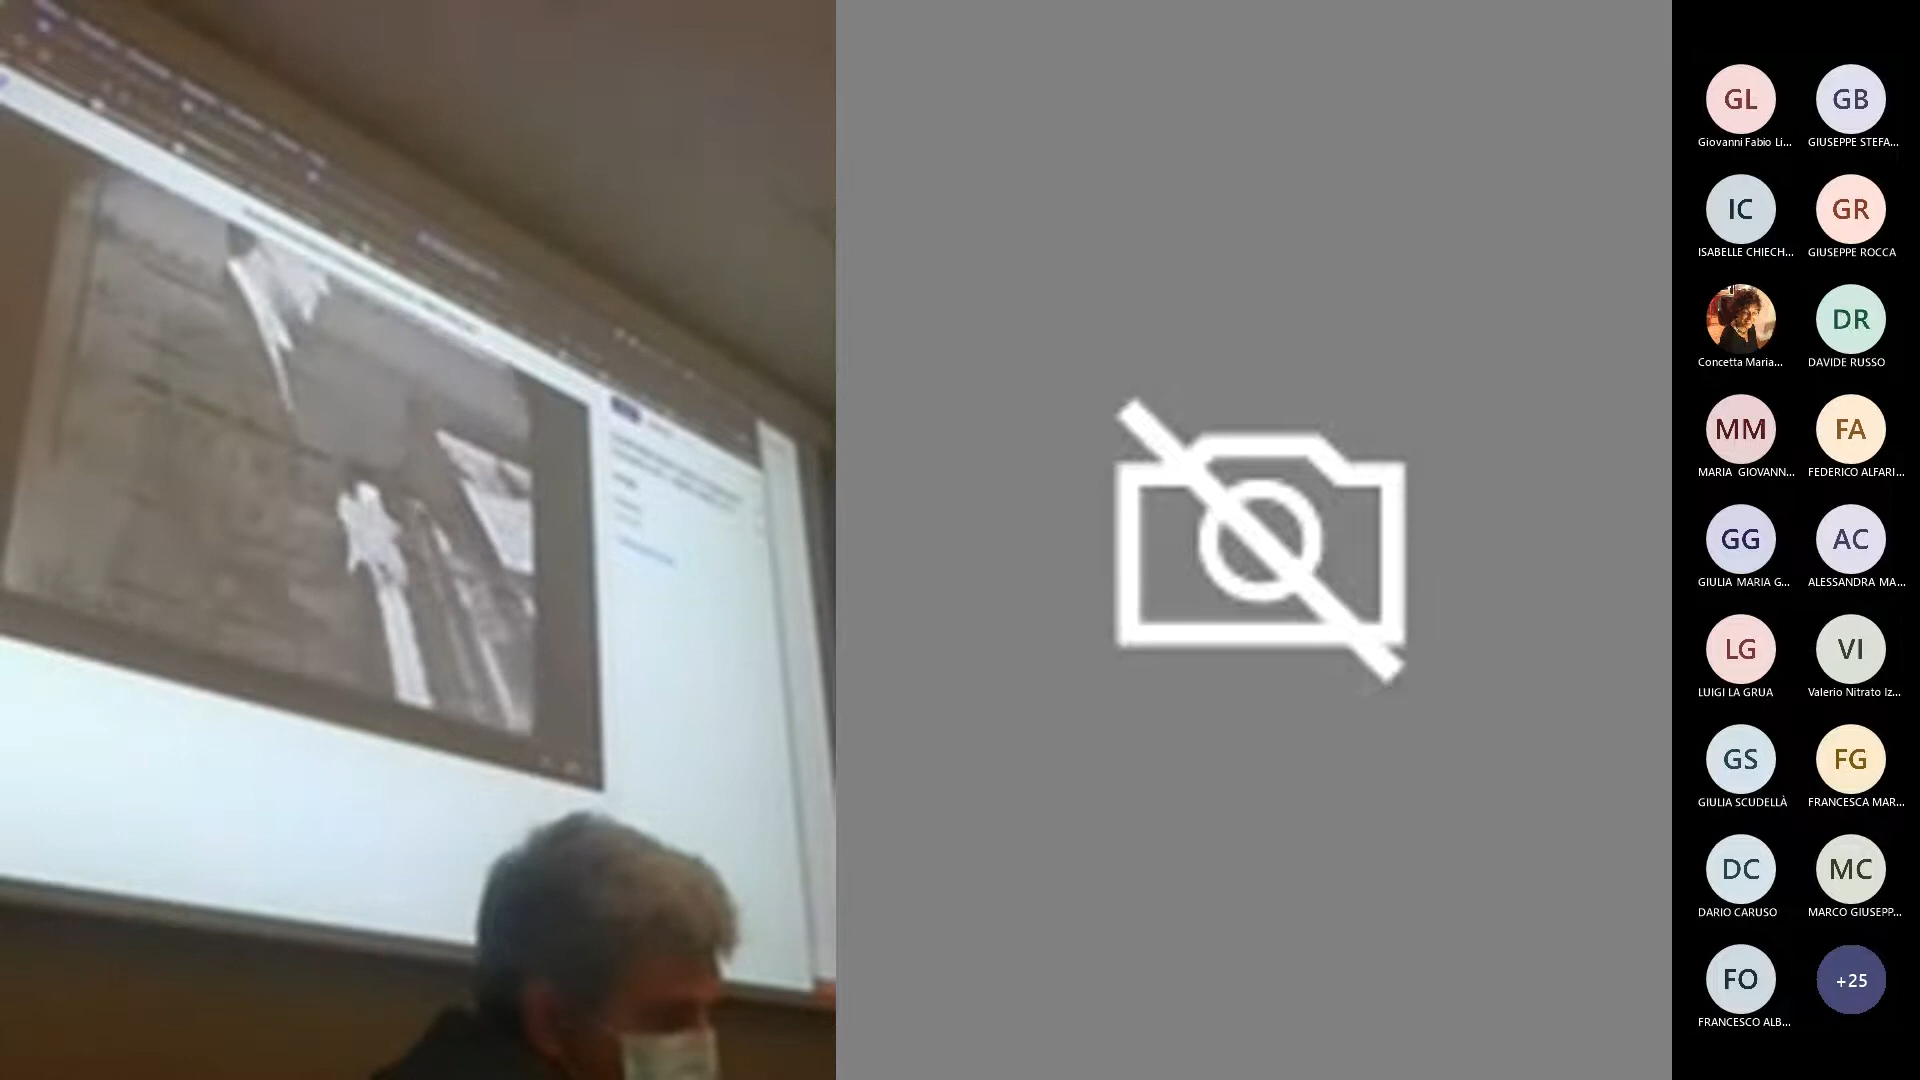 GL GB
Giovanni Fabio Li... GIUSEPPE STEFA...
IC GR
ISABELLE CHIECH... GIUSEPPE ROCCA
DR
Concetta Maria... DAVIDE RUSSO
MM FA
MARIA GIOVANN... FEDERICO ALFARI...
GG AC
GIULIA MARIA G... ALESSANDRA MA...
LG VI
LUIGI LA GRUA Valerio Nitrato Iz...
GS FG
GIULIA SCUDELLÀ FRANCESCA MAR...
DC MC
DARIO CARUSO MARCO GIUSEPP...
FO +25
FRANCESCO ALB...